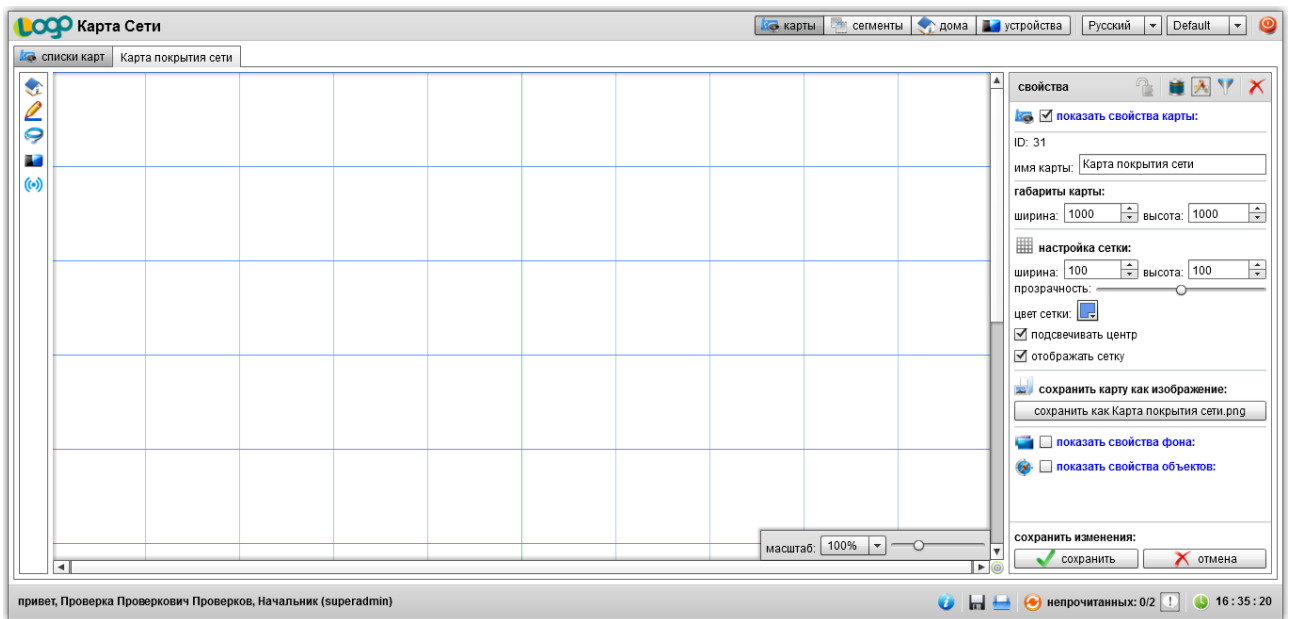 Logo Карта Сети карты сегменты дома устройства Русский Default
списки карт Карта покрытия сети
свойства
показать свойства карты:
ID: 31
имя карты: Карта покрытия сети
габариты карты:
ширина: 1000 высота: 1000
настройка сетки:
ширина: 100 высота: 100
прозрачность:
цвет сетки:
подсвечивать центр
отображать сетку
сохранить карту как изображение:
сохранить как Карта покрытия сети.png
показать свойства фона:
показать свойства объектов:
масштаб: 100%
сохранить изменения:
сохранить отмена
привет, Проверка Проверкович Проверков, Начальник (superadmin) непрочитанных: 0/2 16 : 35 : 20